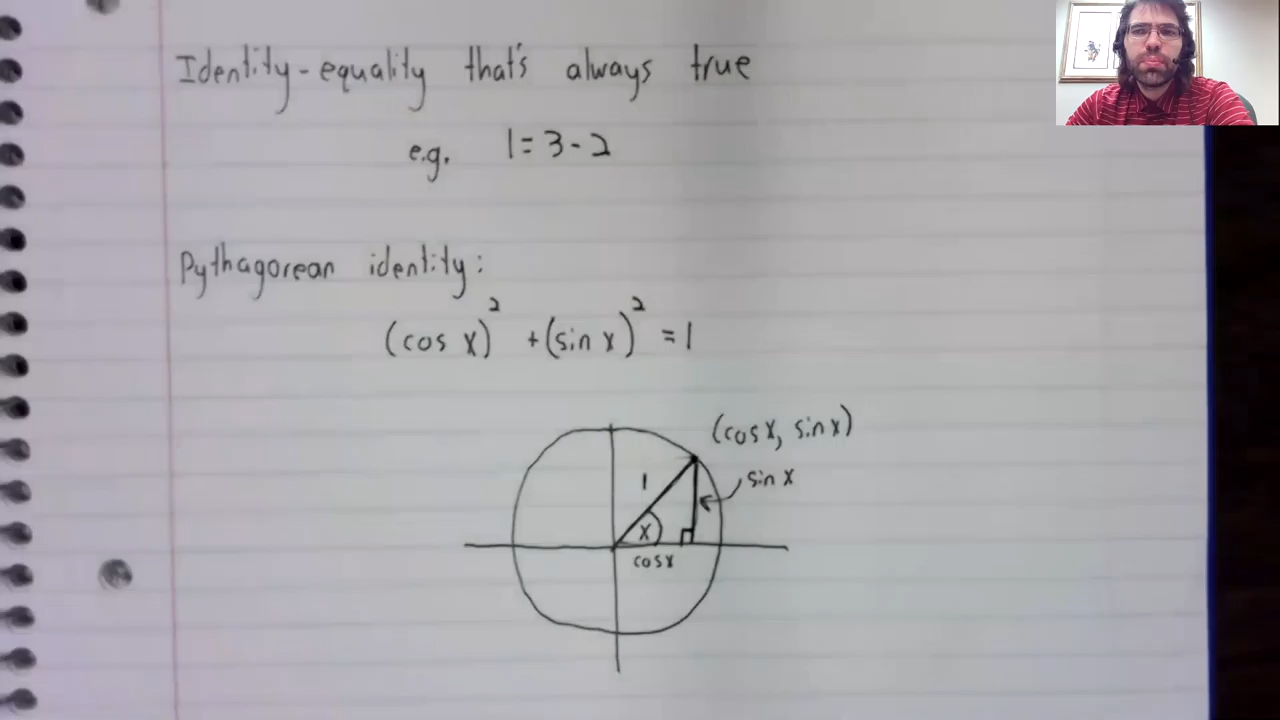 Identity - equality that's always true
e.g. 1 = 3 - 2
Pythagorean identity:
(cos x)² + (sin x)² = 1
(cos x, sin x)
1
sin x
x
cos x